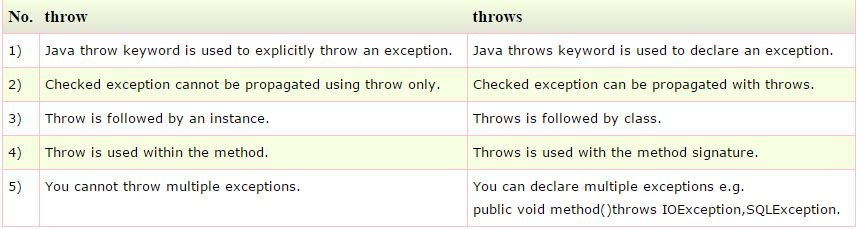 No. throw throws
1) Java throw keyword is used to explicitly throw an exception. Java throws keyword is used to declare an exception.
2) Checked exception cannot be propagated using throw only. Checked exception can be propagated with throws.
3) Throw is followed by an instance. Throws is followed by class.
4) Throw is used within the method. Throws is used with the method signature.
5) You cannot throw multiple exceptions. You can declare multiple exceptions e.g.
public void method()throws IOException,SQLException.